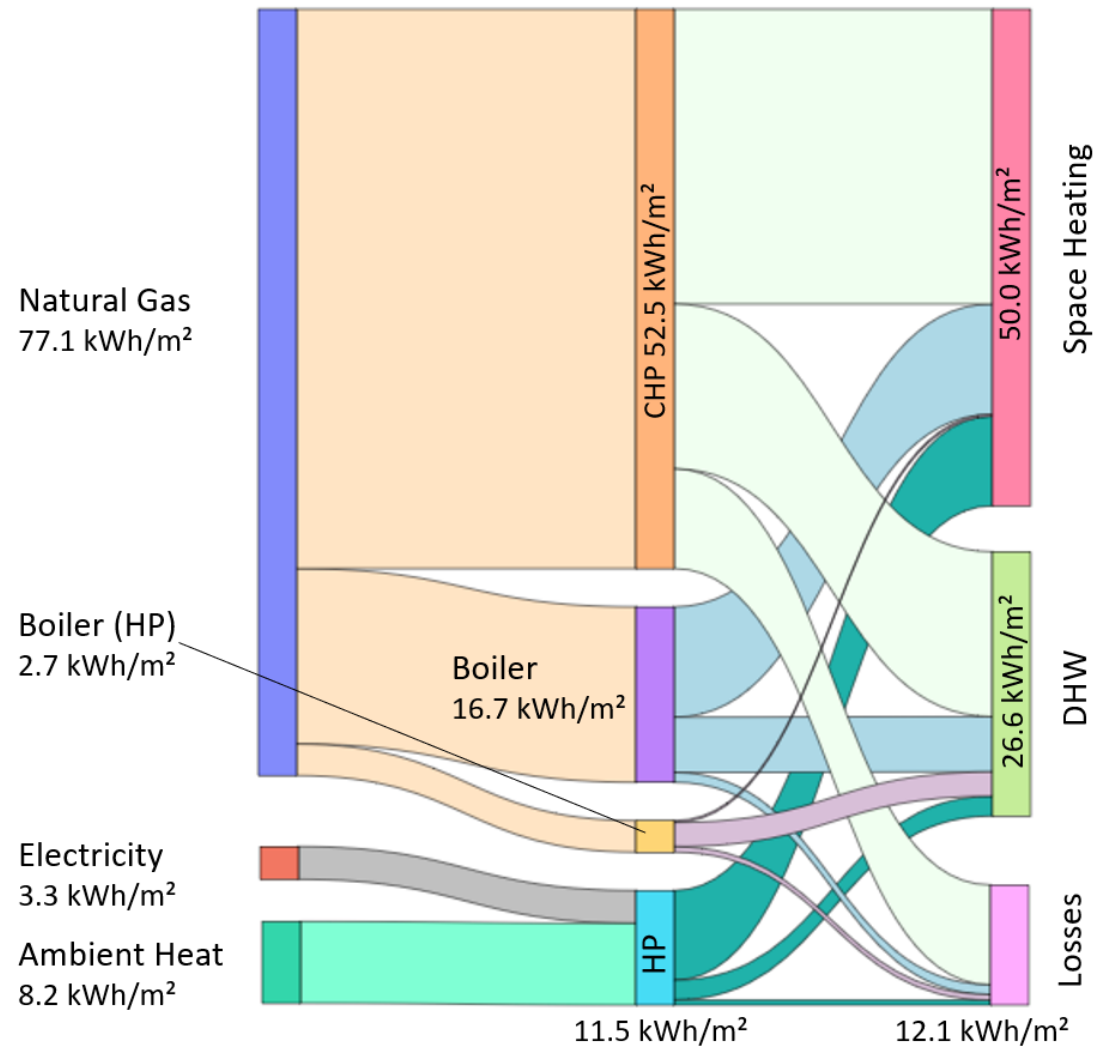 Natural Gas
77.1 kWh/m²
CHP 52.5 kWh/m²
50.0 kWh/m²
Space Heating
Boiler (HP)
2.7 kWh/m²
Boiler
16.7 kWh/m²
26.6 kWh/m²
DHW
Electricity
3.3 kWh/m²
Ambient Heat
8.2 kWh/m²
HP
Losses
11.5 kWh/m²
12.1 kWh/m²